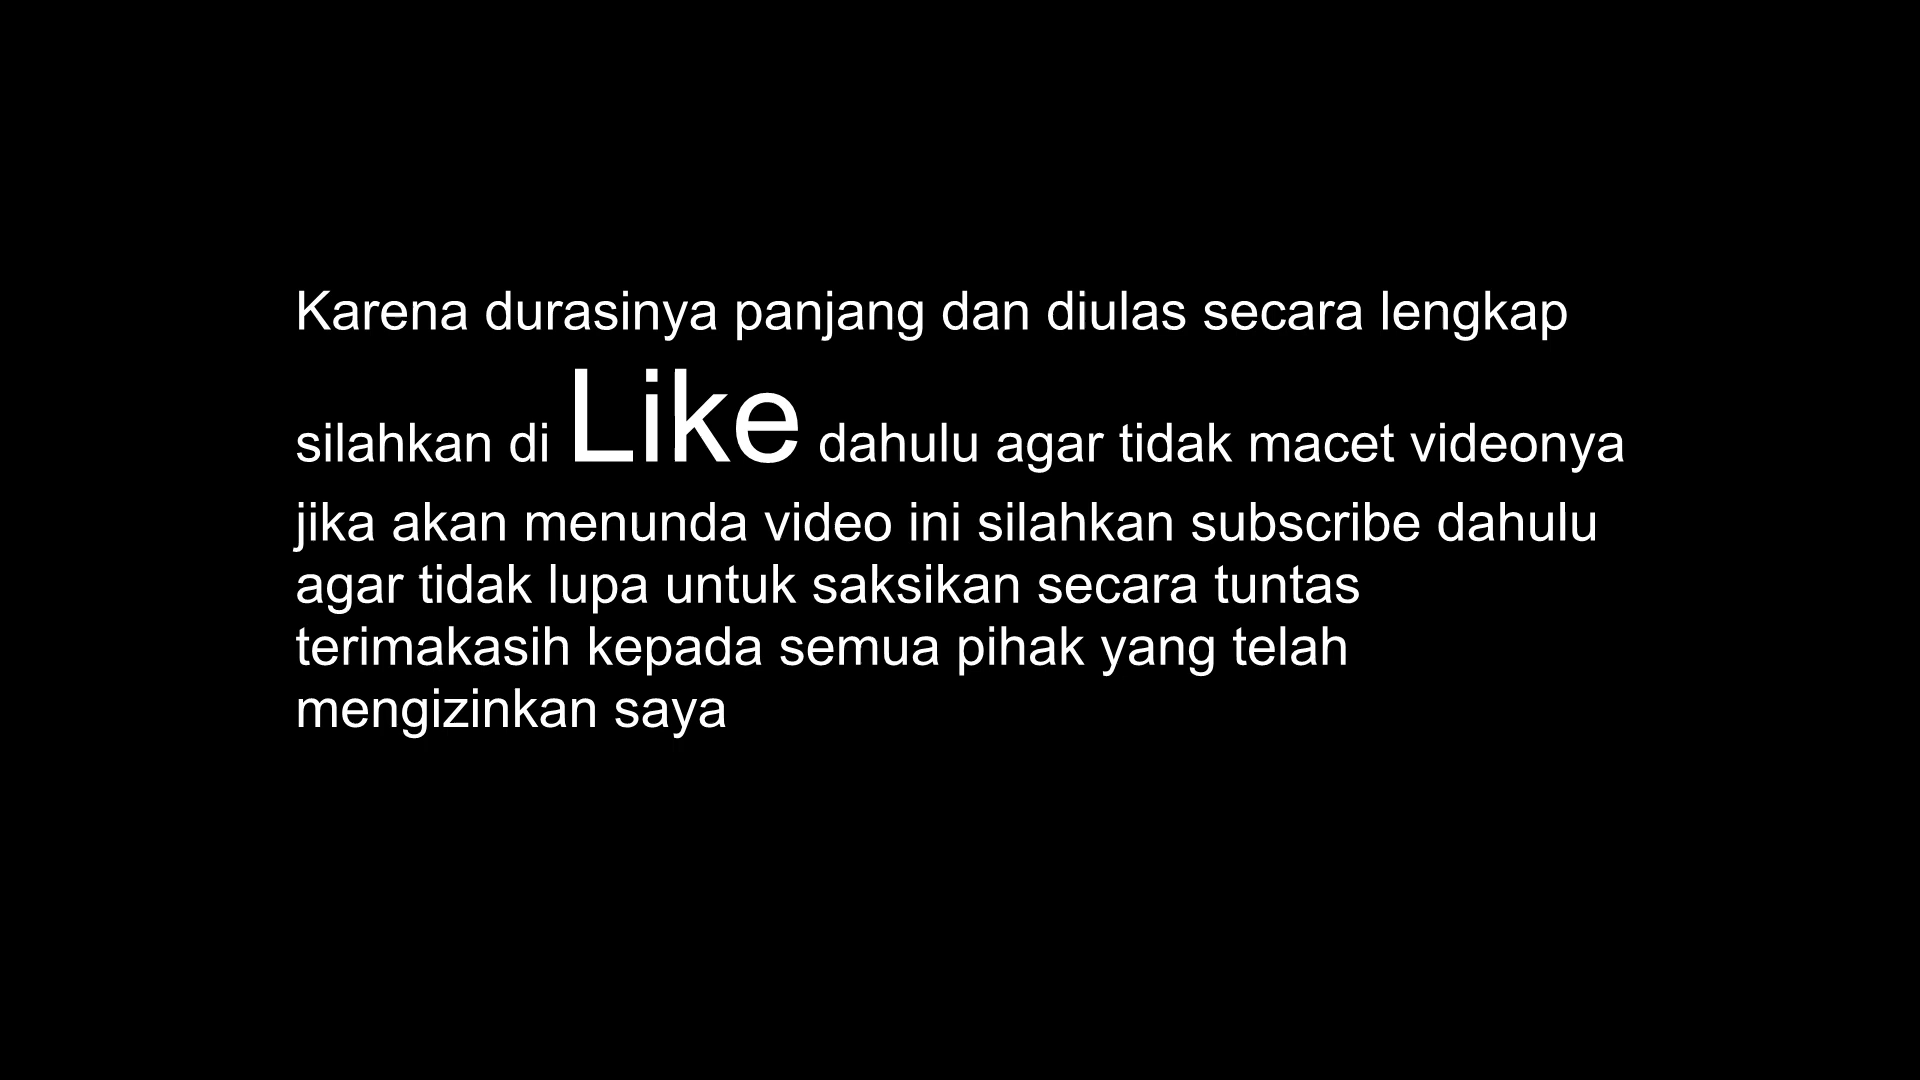 Karena durasinya panjang dan diulas secara lengkap
silahkan di Like dahulu agar tidak macet videonya
jika akan menunda video ini silahkan subscribe dahulu
agar tidak lupa untuk saksikan secara tuntas
terimakasih kepada semua pihak yang telah
mengizinkan saya